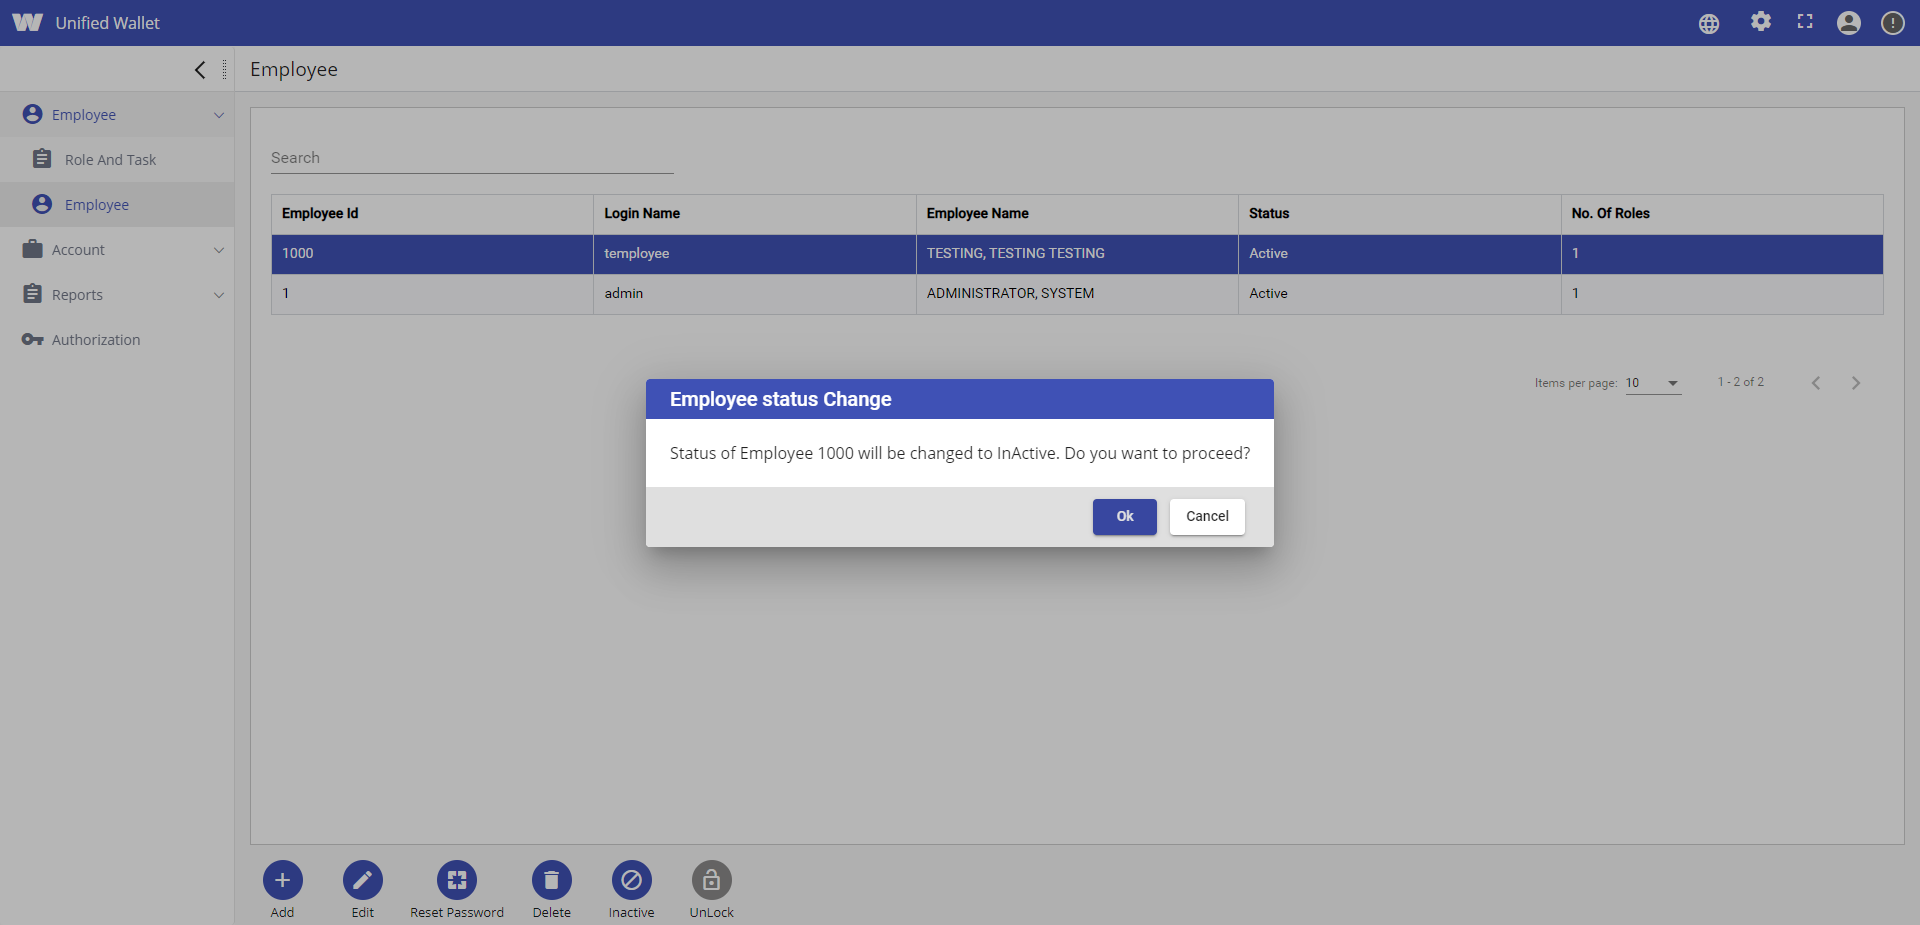 Unified Wallet
Employee
Employee
Role And Task
Employee
Account
Reports
Authorization
Search
Employee Id Login Name Employee Name Status No. Of Roles
1000 temployee TESTING, TESTING TESTING Active 1
1 admin ADMINISTRATOR, SYSTEM Active 1
Items per page: 10 1 - 2 of 2
Employee status Change
Status of Employee 1000 will be changed to InActive. Do you want to proceed?
Ok Cancel
Add Edit Reset Password Delete Inactive UnLock